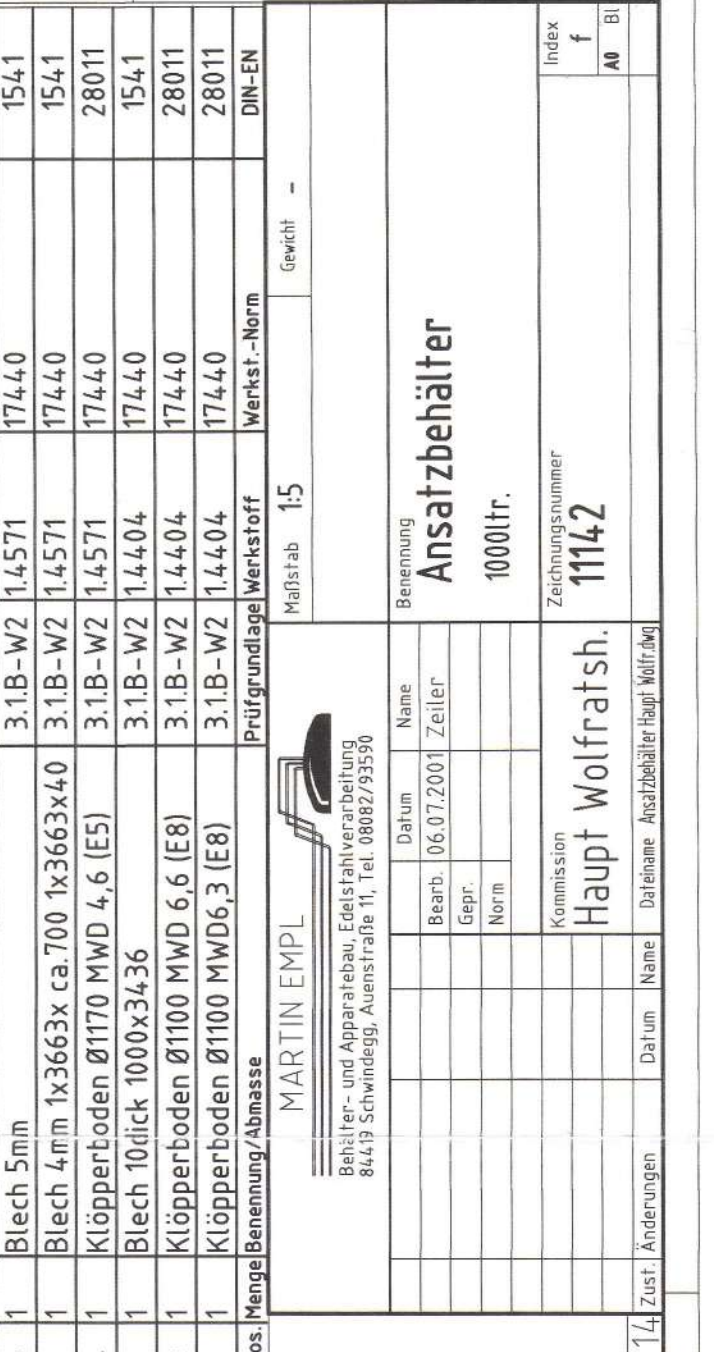 1 Blech 5mm 3.1.B-W2 1.4571 17440 1541
1 Blech 4mm 1x3663x ca.700 1x3663x40 3.1.B-W2 1.4571 17440 1541
1 Klöpperboden Ø1170 MWD 4,6 (E5) 3.1.B-W2 1.4571 17440 28011
1 Blech 10dick 1000x3436 3.1.B-W2 1.4404 17440 1541
1 Klöpperboden Ø1100 MWD 6,6 (E8) 3.1.B-W2 1.4404 17440 28011
1 Klöpperboden Ø1100 MWD6,3 (E8) 3.1.B-W2 1.4404 17440 28011
os. Menge Benennung/Abmasse Prüfgrundlage Werkstoff Werkst.-Norm DIN-EN
MARTIN EMPL
Behälter- und Apparatebau, Edelstahlverarbeitung
84419 Schwindegg, Auenstraße 11, Tel. 08082/93590
Maßstab 1:5 Gewicht -
Datum Name
Bearb. 06.07.2001 Zeiler
Gepr.
Norm
Benennung
Ansatzbehälter
1000ltr.
Kommission
Haupt Wolfratsh.
Zeichnungsnummer
11142
Index
f
A0 Bl
14 Zust. Änderungen Datum Name Dateiname Ansatzbehälter Haupt Wolfr.dwg